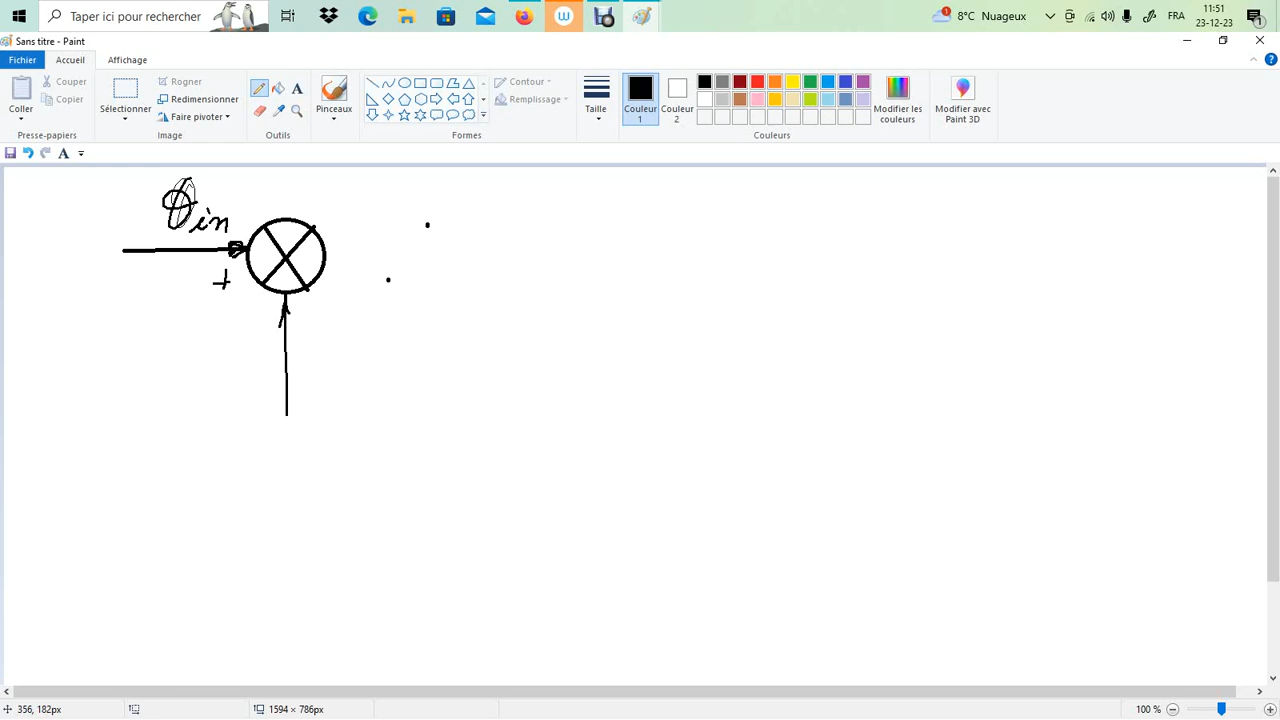 Taper ici pour rechercher
8°C Nuageux
FRA
11:51
23-12-23
1
Sans titre - Paint
Fichier Accueil Affichage
Coller
Couper
Copier
Presse-papiers
Sélectionner
Rogner
Redimensionner
Faire pivoter
Image
A
Outils
Pinceaux
Contour
Remplissage
Formes
Taille
Couleur 1
Couleur 2
Modifier les couleurs
Couleurs
Modifier avec Paint 3D
A
θin
+
356, 182px
1594 × 786px
100 %